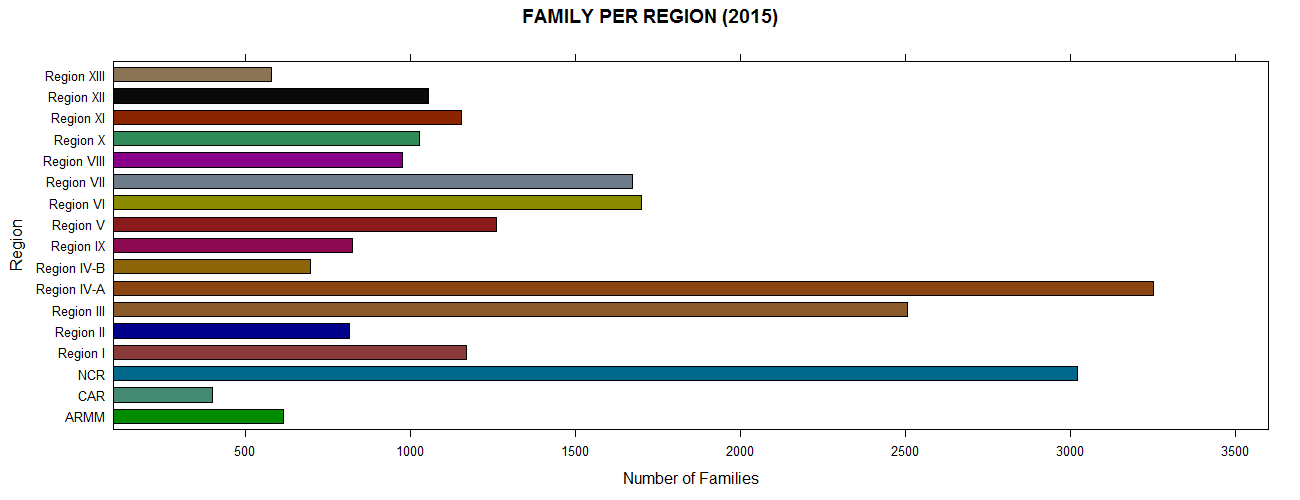 FAMILY PER REGION (2015)
Region XIII
Region XII
Region XI
Region X
Region VIII
Region VII
Region VI
Region V
Region IX
Region IV-B
Region IV-A
Region III
Region II
Region I
NCR
CAR
ARMM
Region
500 1000 1500 2000 2500 3000 3500
Number of Families